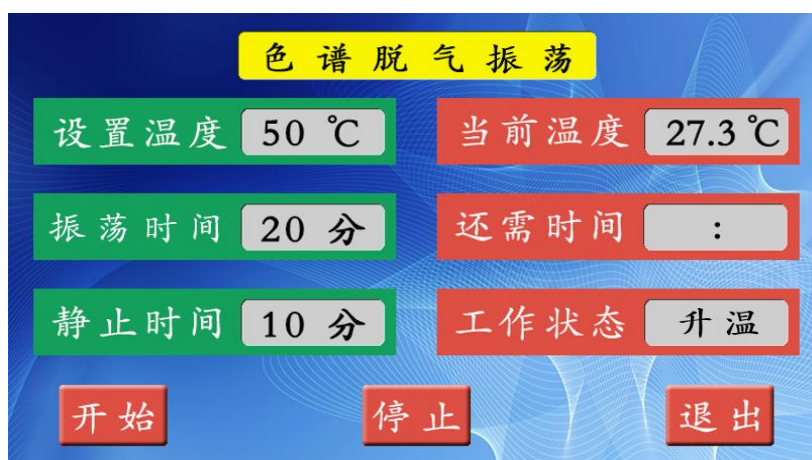 色谱脱气振荡
设置温度 50 ℃ 当前温度 27.3 ℃
振荡时间 20 分 还需时间 :
静止时间 10 分 工作状态 升温
开始 停止 退出